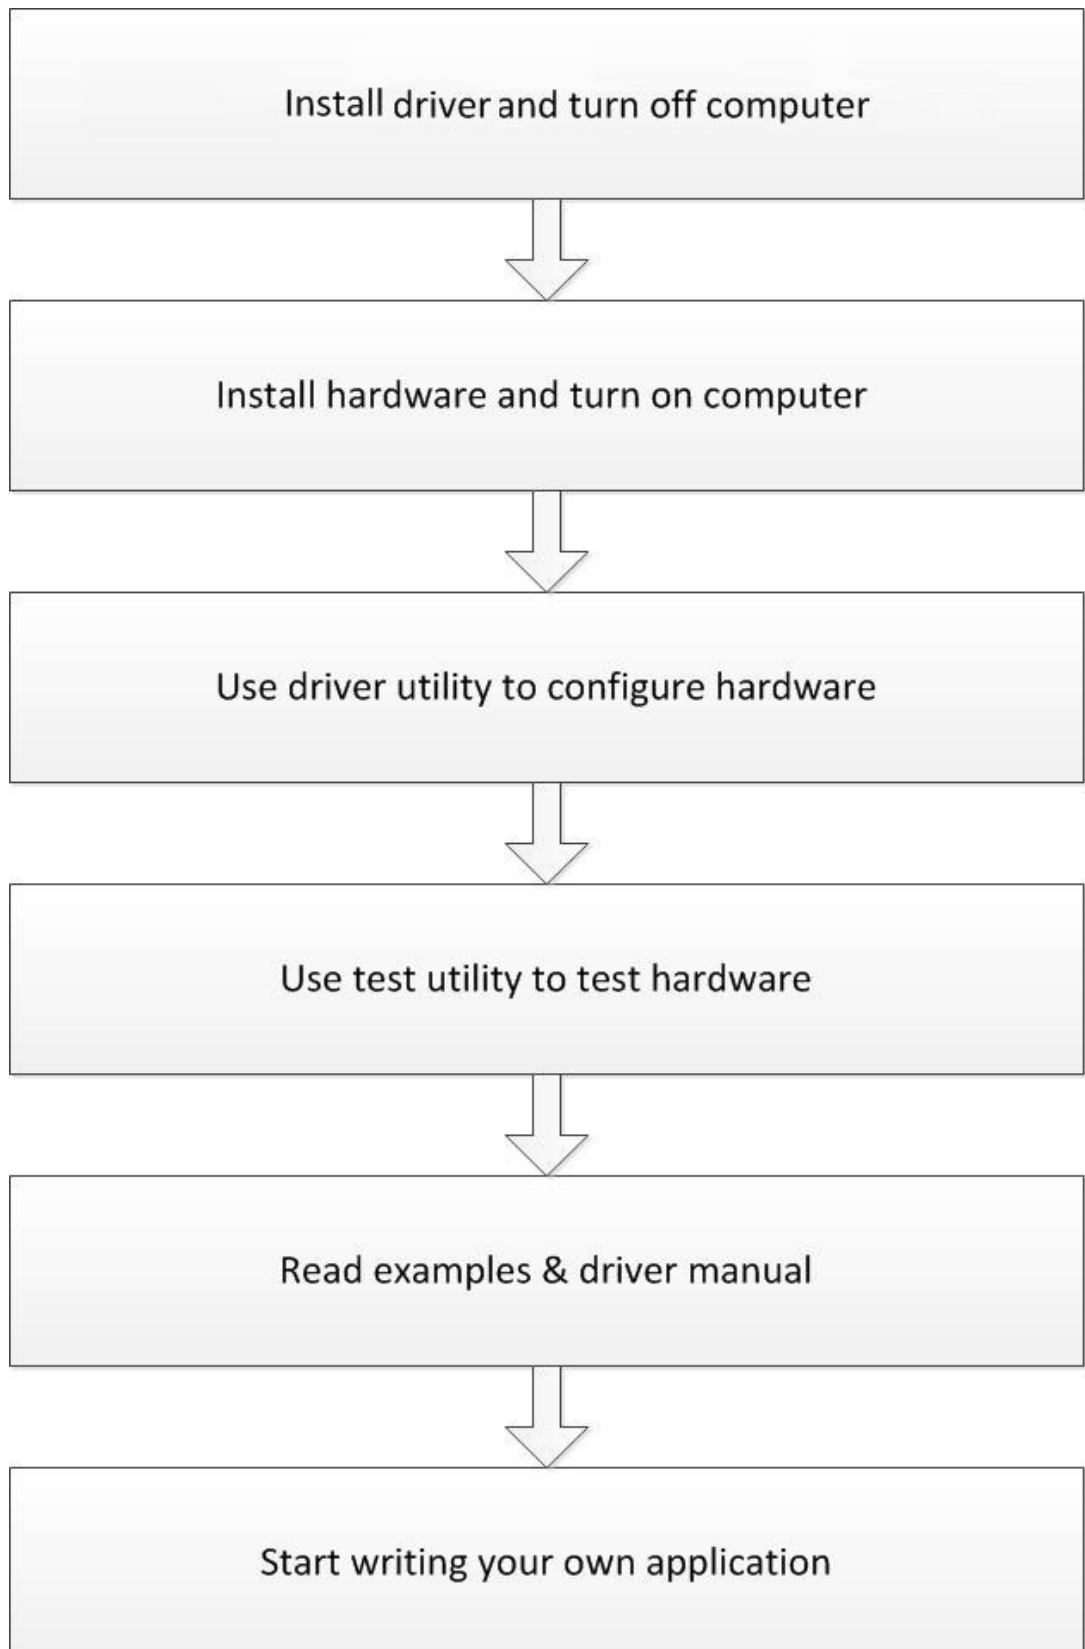 Install driver and turn off computer
Install hardware and turn on computer
Use driver utility to configure hardware
Use test utility to test hardware
Read examples & driver manual
Start writing your own application